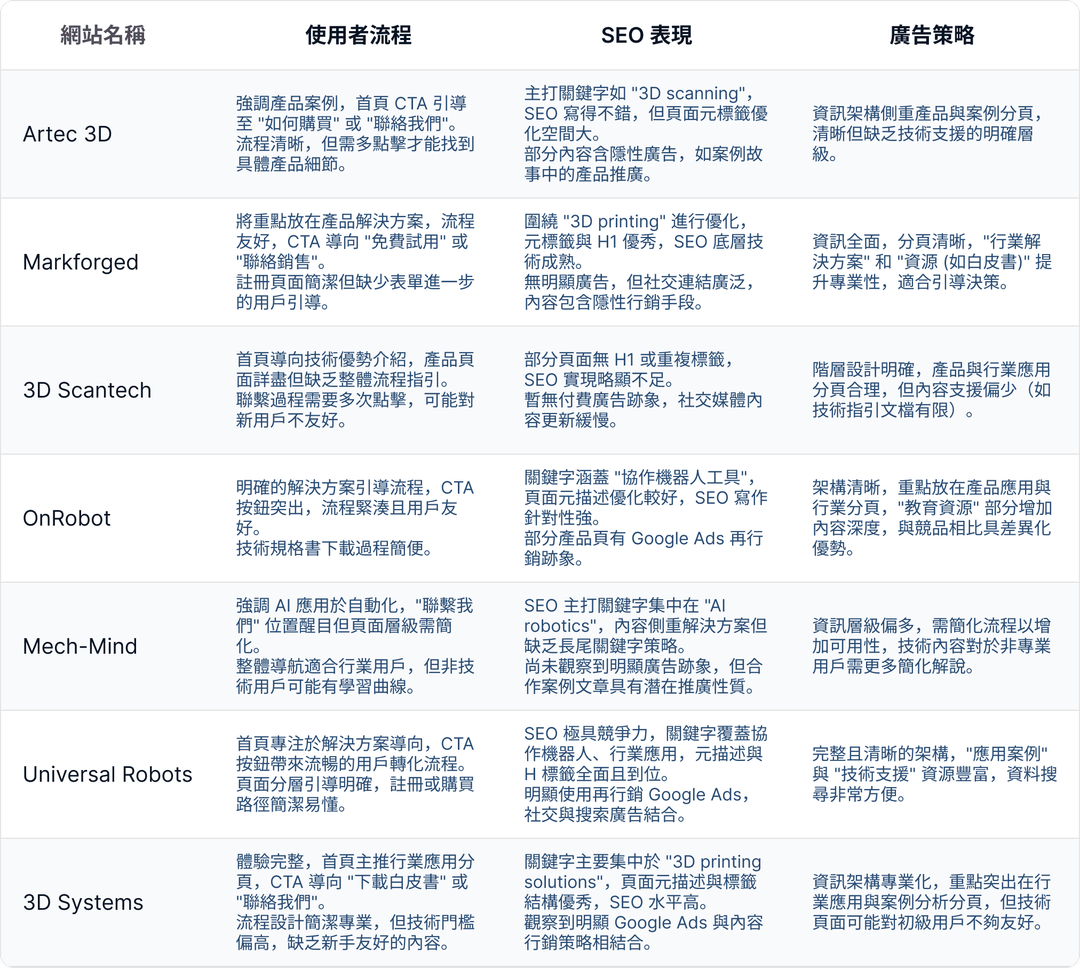 網站名稱
使用者流程
SEO 表現
廣告策略
Artec 3D
強調產品案例，首頁 CTA 引導
至 "如何購買" 或 "聯絡我們"。
流程清晰，但需多點擊才能找到
具體產品細節。
主打關鍵字如 "3D scanning"，
SEO 寫得不錯，但頁面元標籤優
化空間大。
部分內容含隱性廣告，如案例故
事中的產品推廣。
資訊架構側重產品與案例分頁，
清晰但缺乏技術支援的明確層
級。
Markforged
將重點放在產品解決方案，流程
友好，CTA 導向 "免費試用" 或
"聯絡銷售"。
註冊頁面簡潔但缺少表單進一步
的用戶引導。
圍繞 "3D printing" 進行優化，
元標籤與 H1 優秀，SEO 底層技
術成熟。
無明顯廣告，但社交連結廣泛，
內容包含隱性行銷手段。
資訊全面，分頁清晰，"行業解
決方案" 和 "資源 (如白皮書)" 提
升專業性，適合引導決策。
3D Scantech
首頁導向技術優勢介紹，產品頁
面詳盡但缺乏整體流程指引。
聯繫過程需要多次點擊，可能對
新用戶不友好。
部分頁面無 H1 或重複標籤，
SEO 實現略顯不足。
暫無付費廣告跡象，社交媒體內
容更新緩慢。
階層設計明確，產品與行業應用
分頁合理，但內容支援偏少（如
技術指引文檔有限）。
OnRobot
明確的解決方案引導流程，CTA
按鈕突出，流程緊湊且用戶友
好。
技術規格書下載過程簡便。
關鍵字涵蓋 "協作機器人工具"，
頁面元描述優化較好，SEO 寫作
針對性強。
部分產品頁有 Google Ads 再行
銷跡象。
架構清晰，重點放在產品應用與
行業分頁，"教育資源" 部分增加
內容深度，與競品相比具差異化
優勢。
Mech-Mind
強調 AI 應用於自動化，"聯繫我
們" 位置醒目但頁面層級需簡
化。
整體導航適合行業用戶，但非技
術用戶可能有學習曲線。
SEO 主打關鍵字集中在 "AI
robotics"，內容側重解決方案但
缺乏長尾關鍵字策略。
尚未觀察到明顯廣告跡象，但合
作案例文章具有潛在推廣性質。
資訊層級偏多，需簡化流程以增
加可用性，技術內容對於非專業
用戶需更多簡化解說。
Universal Robots
首頁專注於解決方案導向，CTA
按鈕帶來流暢的用戶轉化流程。
頁面分層引導明確，註冊或購買
路徑簡潔易懂。
SEO 極具競爭力，關鍵字覆蓋協
作機器人、行業應用，元描述與
H 標籤全面且到位。
明顯使用再行銷 Google Ads，
社交與搜索廣告結合。
完整且清晰的架構，"應用案例"
與 "技術支援" 資源豐富，資料搜
尋非常方便。
3D Systems
體驗完整，首頁主推行業應用分
頁，CTA 導向 "下載白皮書" 或
"聯絡我們"。
流程設計簡潔專業，但技術門檻
偏高，缺乏新手友好的內容。
關鍵字主要集中於 "3D printing
solutions"，頁面元描述與標籤
結構優秀，SEO 水平高。
觀察到明顯 Google Ads 與內容
行銷策略相結合。
資訊架構專業化，重點突出在行
業應用與案例分析分頁，但技術
頁面可能對初級用戶不夠友好。